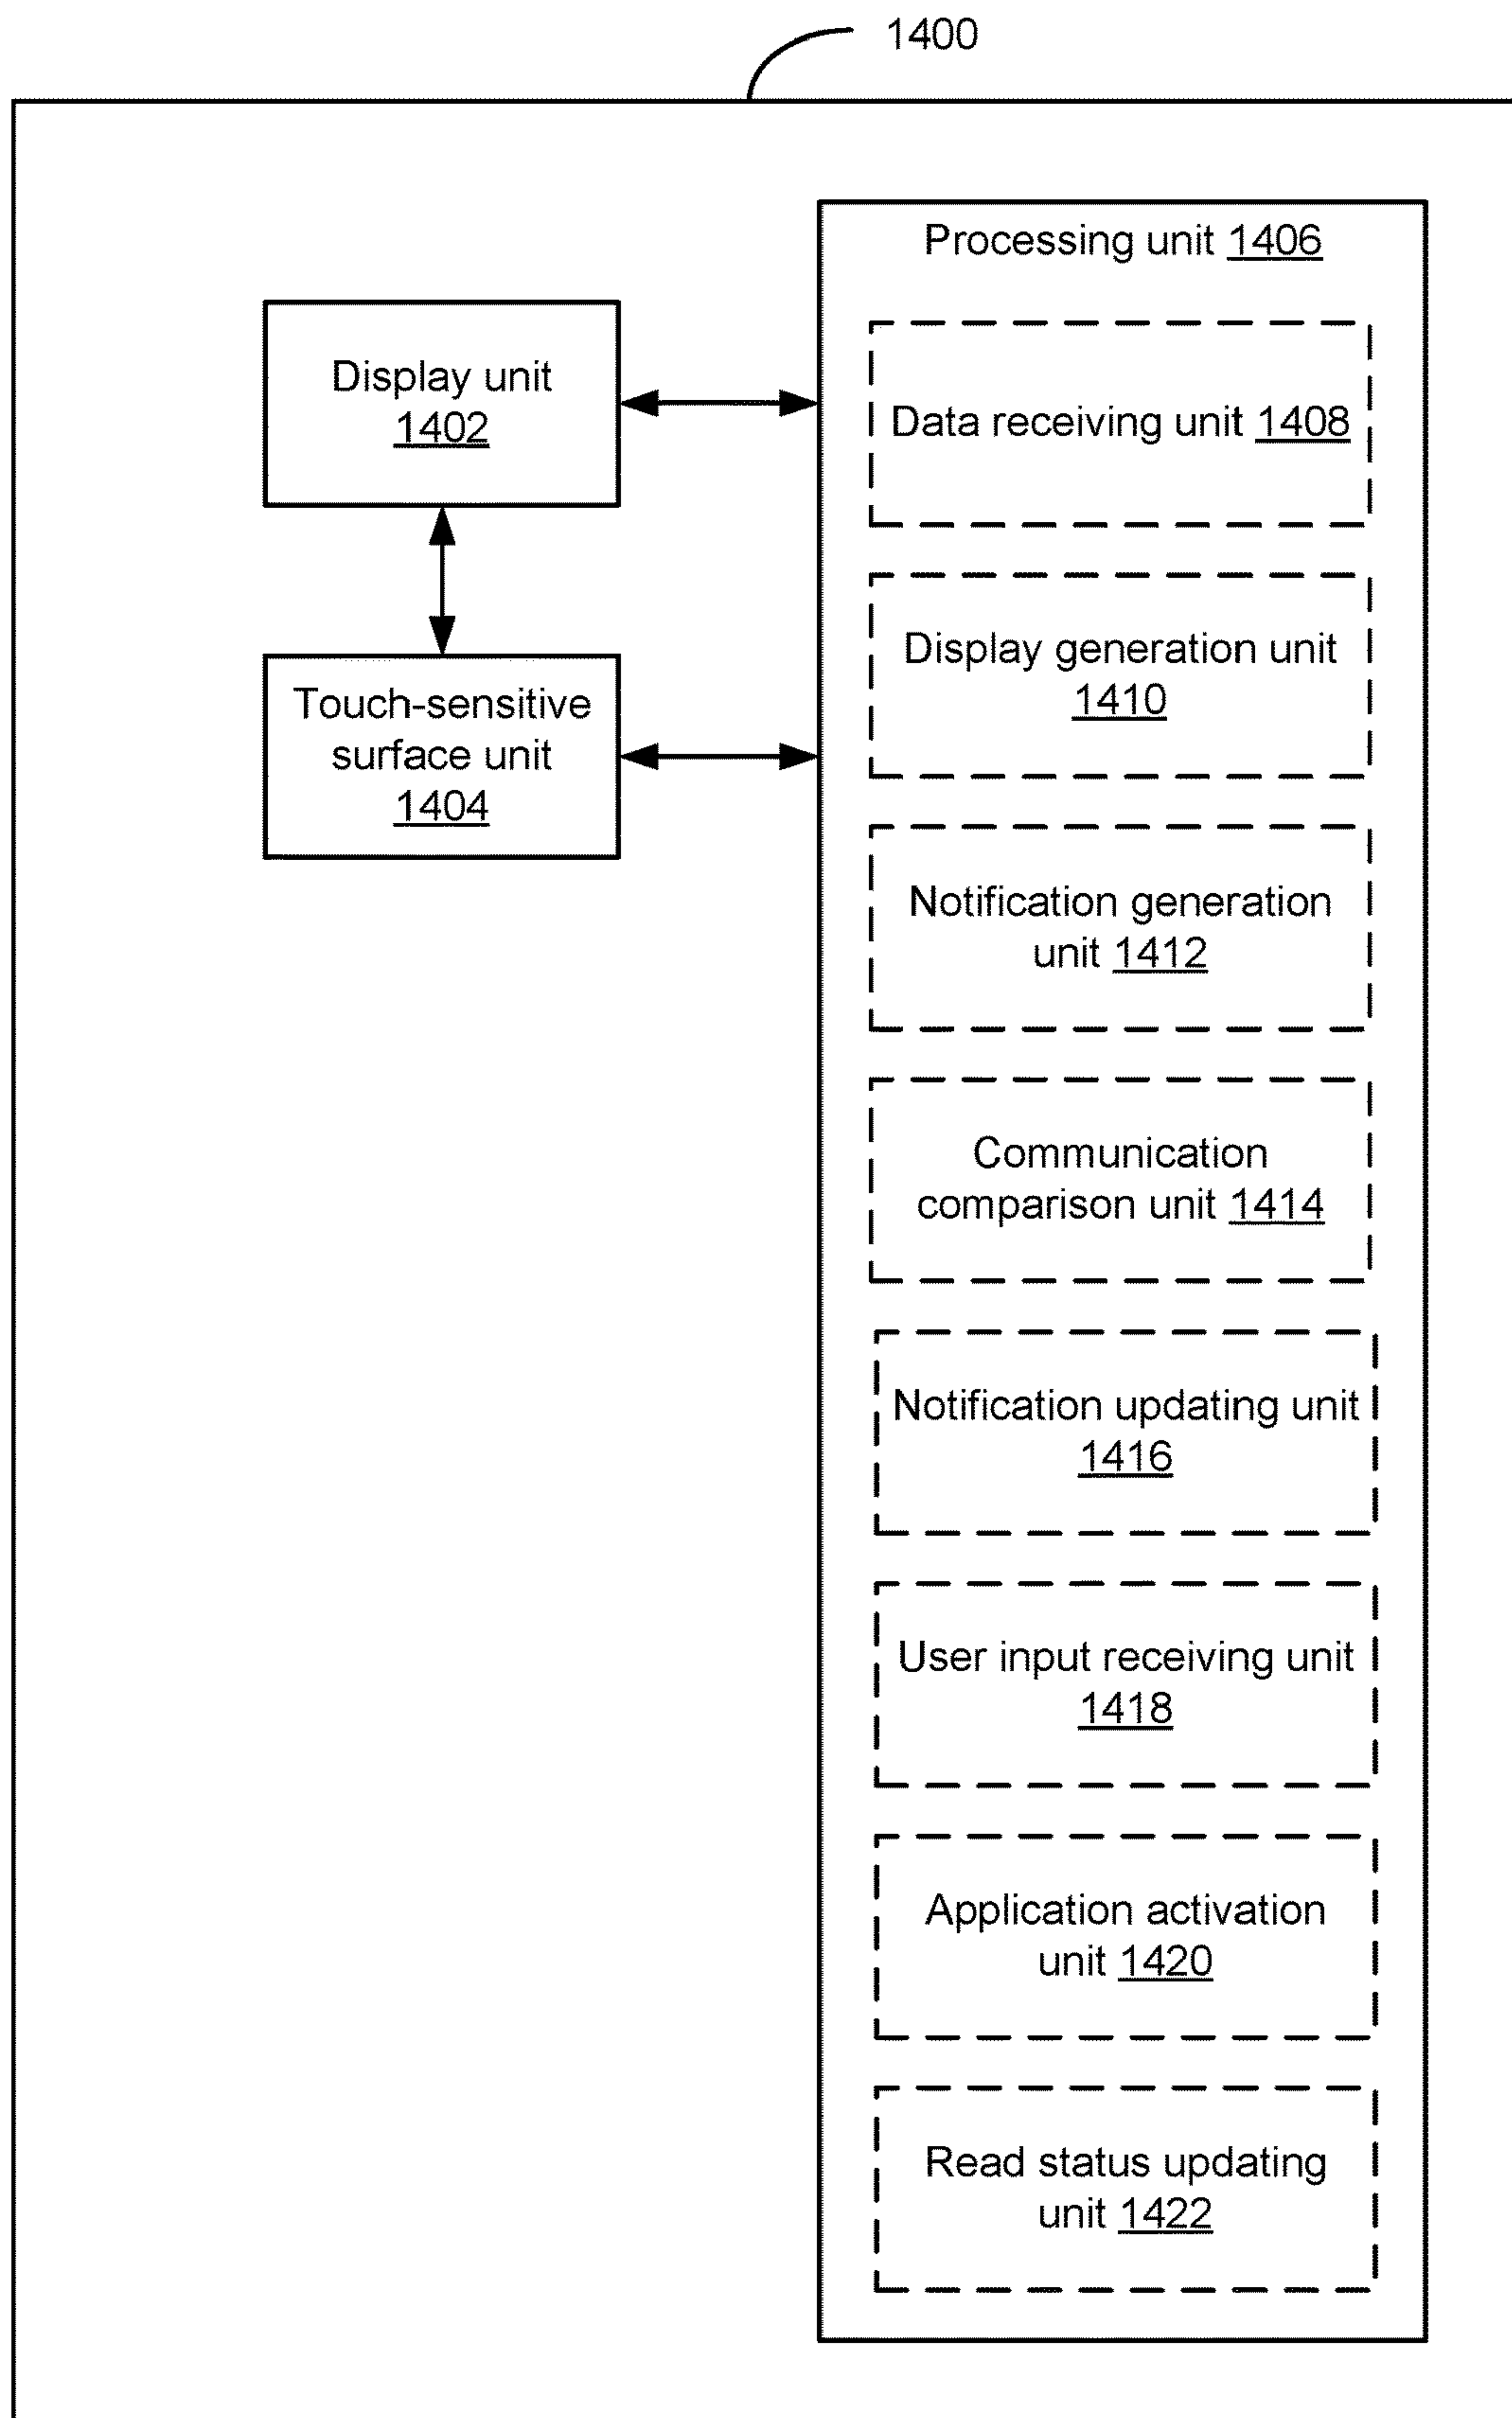 1400
Processing unit 1406
Display unit
1402
Touch-sensitive
surface unit
1404
Data receiving unit 1408
Display generation unit
1410
Notification generation
unit 1412
Communication
comparison unit 1414
Notification updating unit
1416
User input receiving unit
1418
Application activation
unit 1420
Read status updating
unit 1422